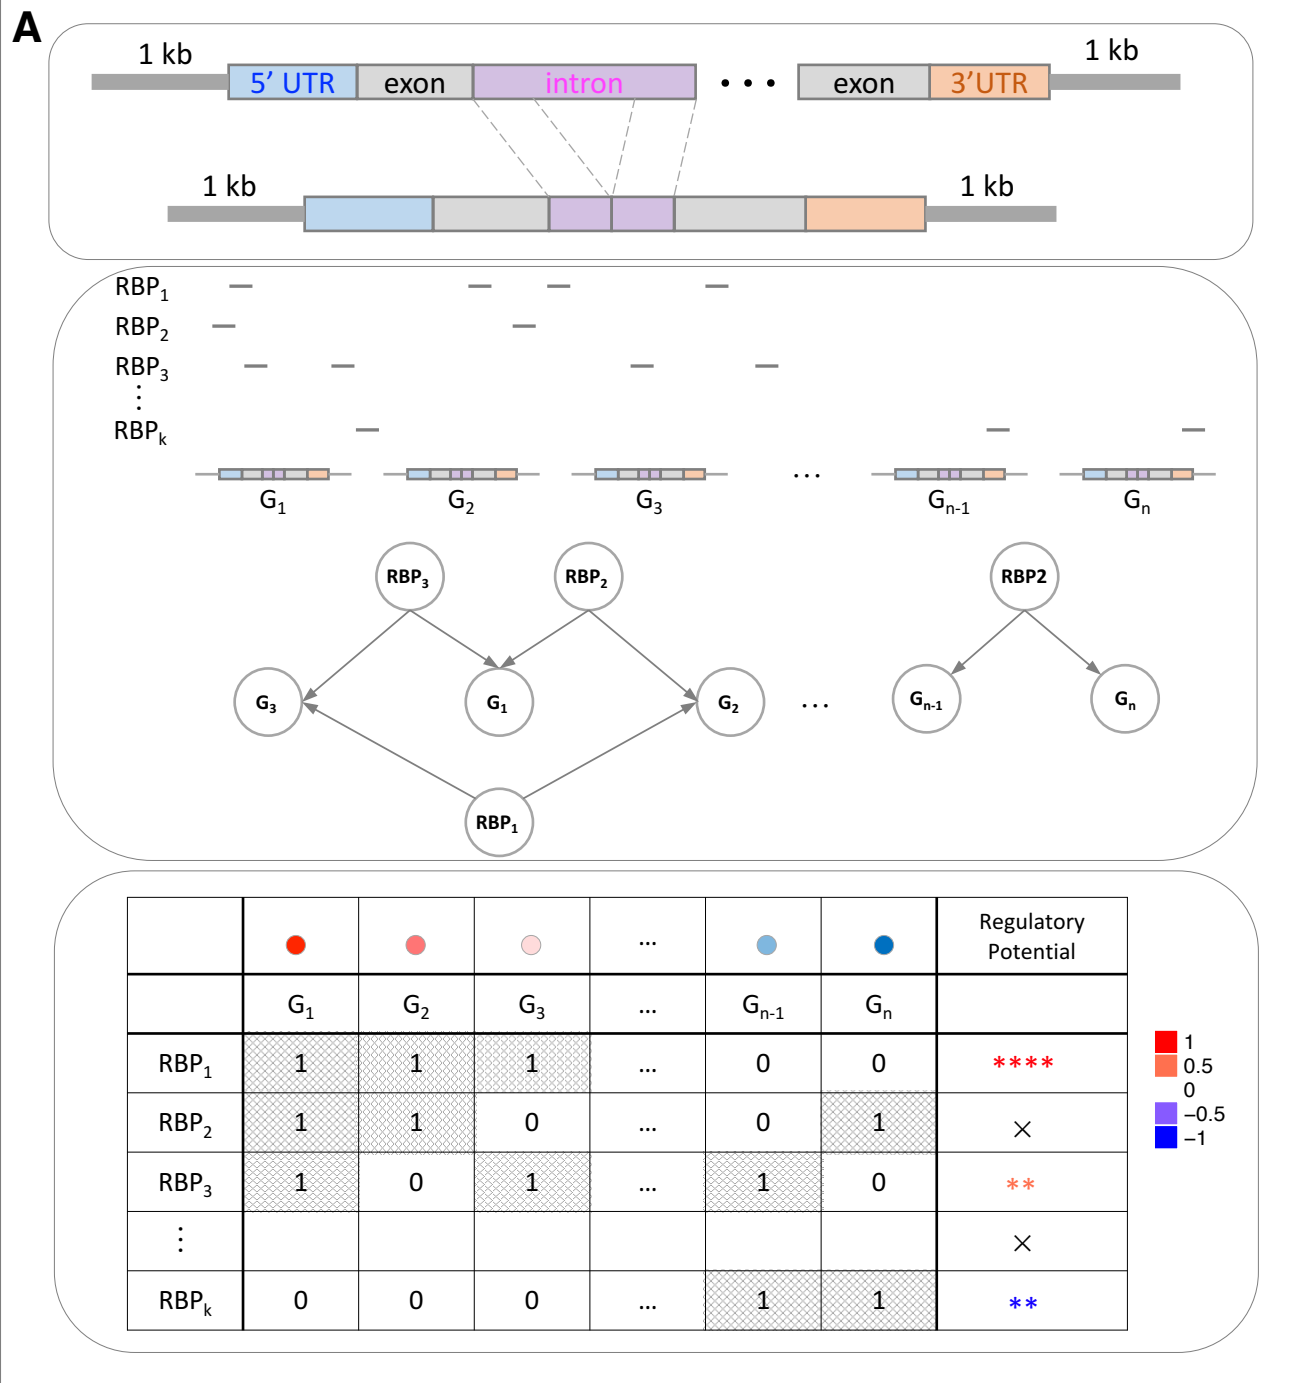 A
1 kb 1 kb
5’ UTR exon intron • • • exon 3’UTR
1 kb 1 kb
RBP1
RBP2
RBP3
⋮
RBPk
G1 G2 G3 ... Gn-1 Gn
RBP3 RBP2 RBP2
G3 G1 G2 ... Gn-1 Gn
RBP1
... Regulatory
Potential
G1 G2 G3 ... Gn-1 Gn
RBP1 1 1 1 ... 0 0 ****
RBP2 1 1 0 ... 0 1 ×
RBP3 1 0 1 ... 1 0 **
⋮ ×
RBPk 0 0 0 ... 1 1 **
1
0.5
0
−0.5
−1